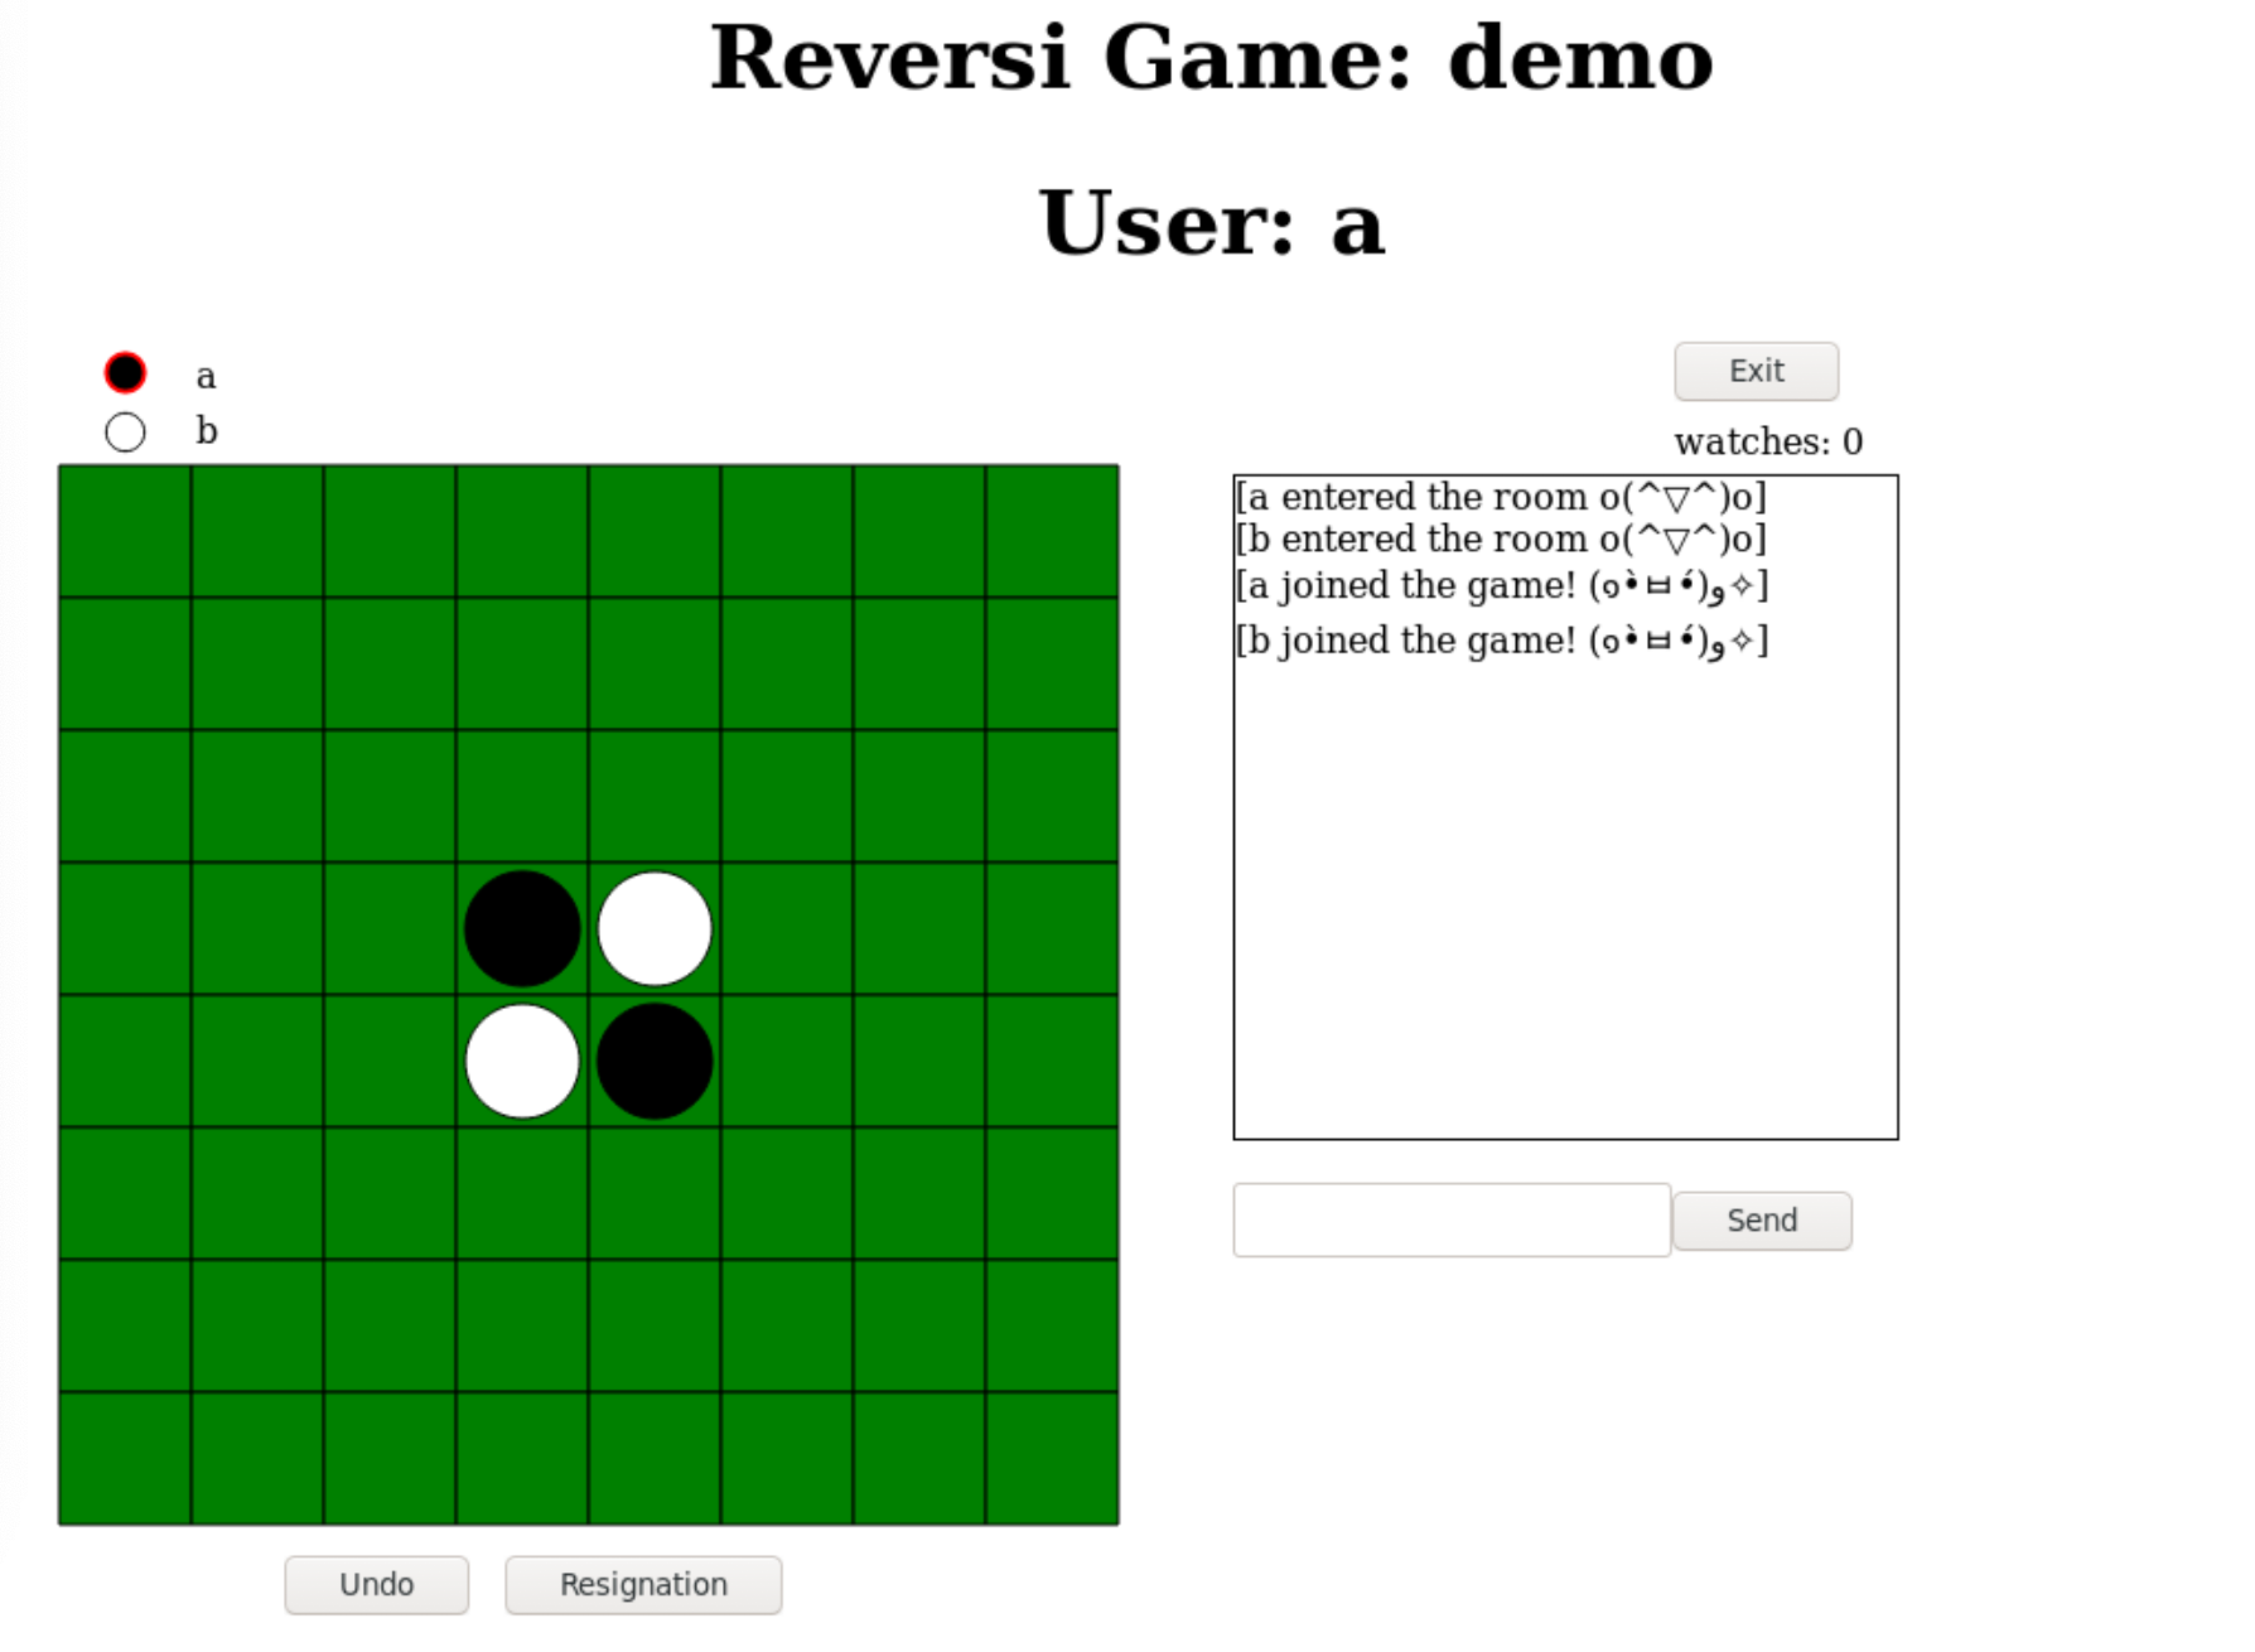 Reversi Game: demo
User: a
a
b
Exit
watches: 0
[a entered the room o(^▽^)o]
[b entered the room o(^▽^)o]
[a joined the game! (๑•̀ㅂ•́)و✧]
[b joined the game! (๑•̀ㅂ•́)و✧]
Send
Undo
Resignation